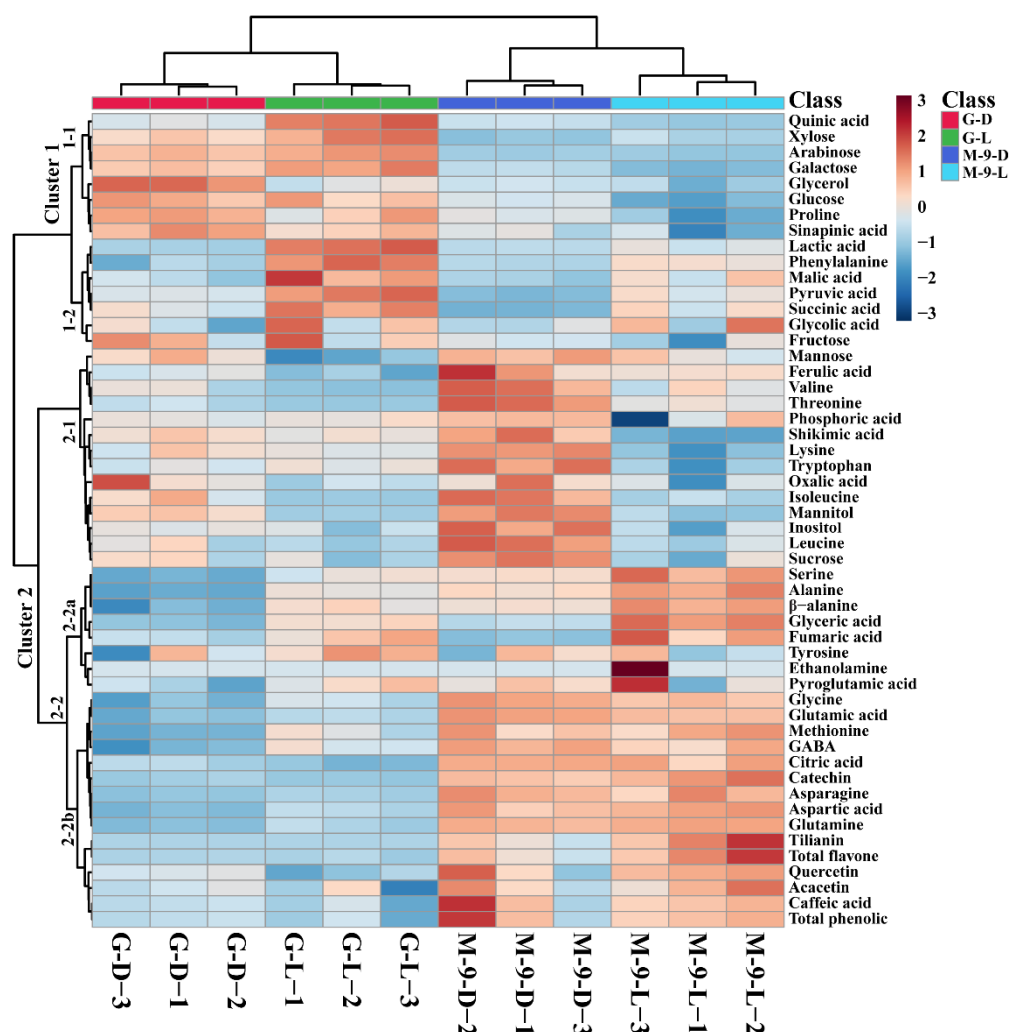 Class
Quinic acid
Xylose
Arabinose
Galactose
Glycerol
Glucose
Proline
Sinapinic acid
Lactic acid
Phenylalanine
Malic acid
Pyruvic acid
Succinic acid
Glycolic acid
Fructose
Mannose
Ferulic acid
Valine
Threonine
Phosphoric acid
Shikimic acid
Lysine
Tryptophan
Oxalic acid
Isoleucine
Mannitol
Inositol
Leucine
Sucrose
Serine
Alanine
β−alanine
Glyceric acid
Fumaric acid
Tyrosine
Ethanolamine
Pyroglutamic acid
Glycine
Glutamic acid
Methionine
GABA
Citric acid
Catechin
Asparagine
Aspartic acid
Glutamine
Tilianin
Total flavone
Quercetin
Acacetin
Caffeic acid
Total phenolic
3
2
1
0
−1
−2
−3
Class
G-D
G-L
M-9-D
M-9-L
Cluster 1
1-1
1-2
Cluster 2
2-1
2-2
2-2a
2-2b
G-D-3
G-D-1
G-D-2
G-L-1
G-L-2
G-L-3
M-9-D-2
M-9-D-1
M-9-D-3
M-9-L-3
M-9-L-1
M-9-L-2